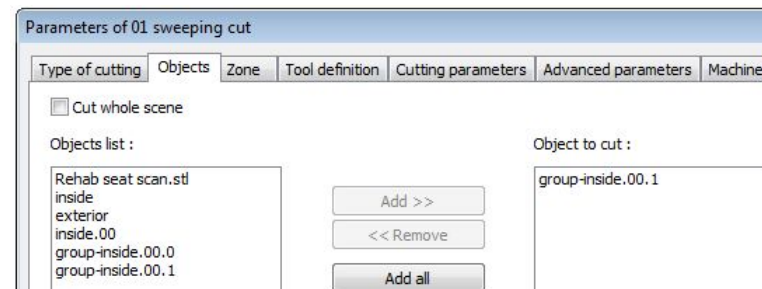 Parameters of 01 sweeping cut
Type of cutting Objects Zone Tool definition Cutting parameters Advanced parameters Machine
Cut whole scene
Objects list : Object to cut :
Rehab seat scan.stl group-inside.00.1
inside Add >>
exterior
inside.00 << Remove
group-inside.00.0
group-inside.00.1 Add all